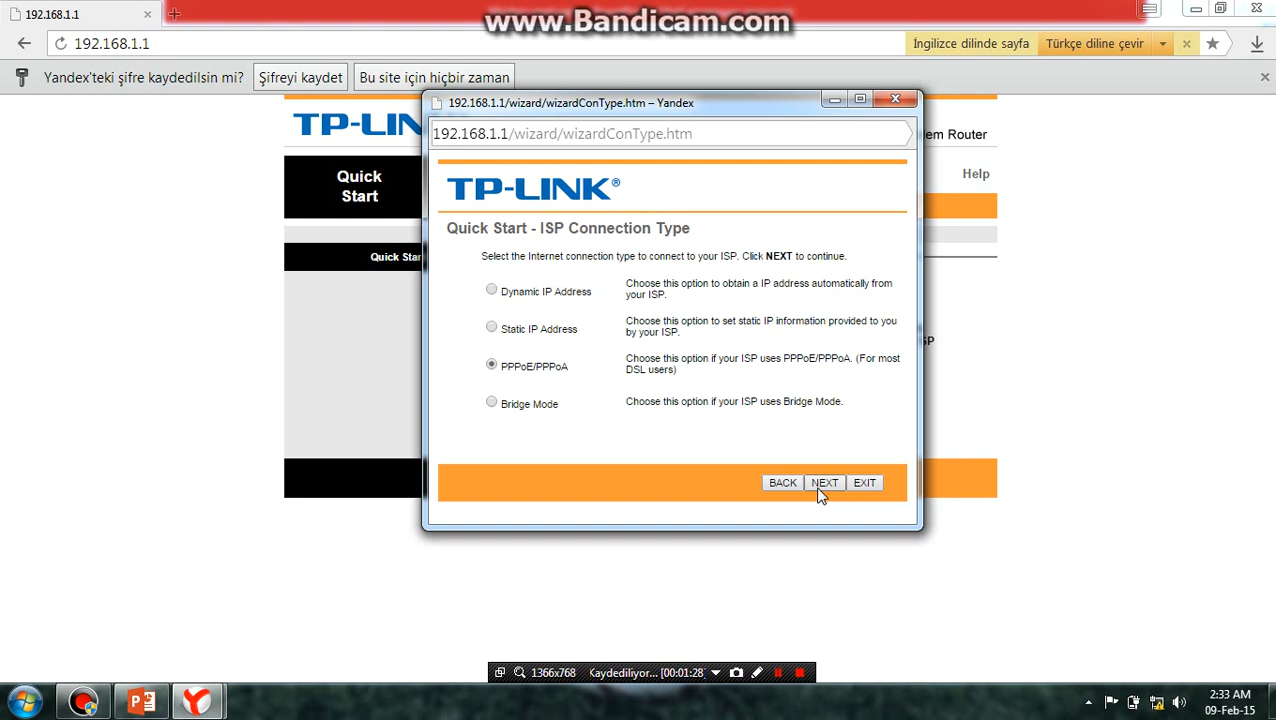 192.168.1.1
www.Bandicam.com
192.168.1.1
İngilizce dilinde sayfa
Türkçe diline çevir
Yandex'teki şifre kaydedilsin mi?
Şifreyi kaydet
Bu site için hiçbir zaman
192.168.1.1/wizard/wizardConType.htm – Yandex
192.168.1.1/wizard/wizardConType.htm
TP-LIN
em Router
Quick
Start
Help
Quick Star
SP
TP-LINK®
Quick Start - ISP Connection Type
Select the Internet connection type to connect to your ISP. Click NEXT to continue.
Dynamic IP Address
Choose this option to obtain a IP address automatically from
your ISP.
Static IP Address
Choose this option to set static IP information provided to you
by your ISP.
PPPoE/PPPoA
Choose this option if your ISP uses PPPoE/PPPoA. (For most
DSL users)
Bridge Mode
Choose this option if your ISP uses Bridge Mode.
BACK
NEXT
EXIT
1366x768
Kaydediliyor... [00:01:28]
2:33 AM
09-Feb-15